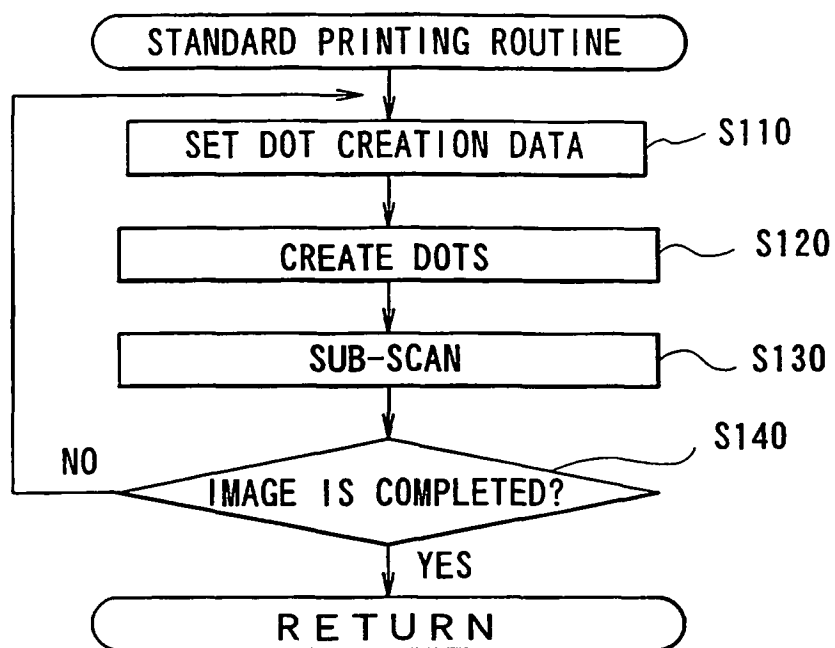 STANDARD PRINTING ROUTINE
SET DOT CREATION DATA
S110
CREATE DOTS
S120
SUB-SCAN
S130
S140
NO
IMAGE IS COMPLETED?
YES
RETURN